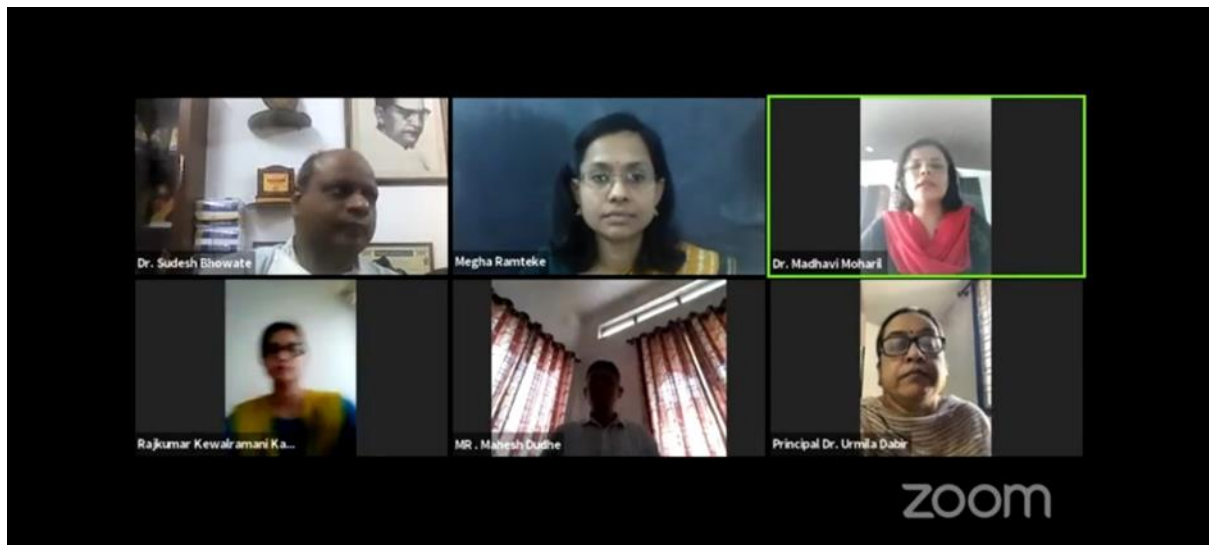 Dr. Sudesh Bhowate
Megha Ramteke
Dr. Madhavi Moharil
Rajkumar Kewalramani Ka...
MR . Mahesh Dudhe
Principal Dr. Urmila Dabir
zoom